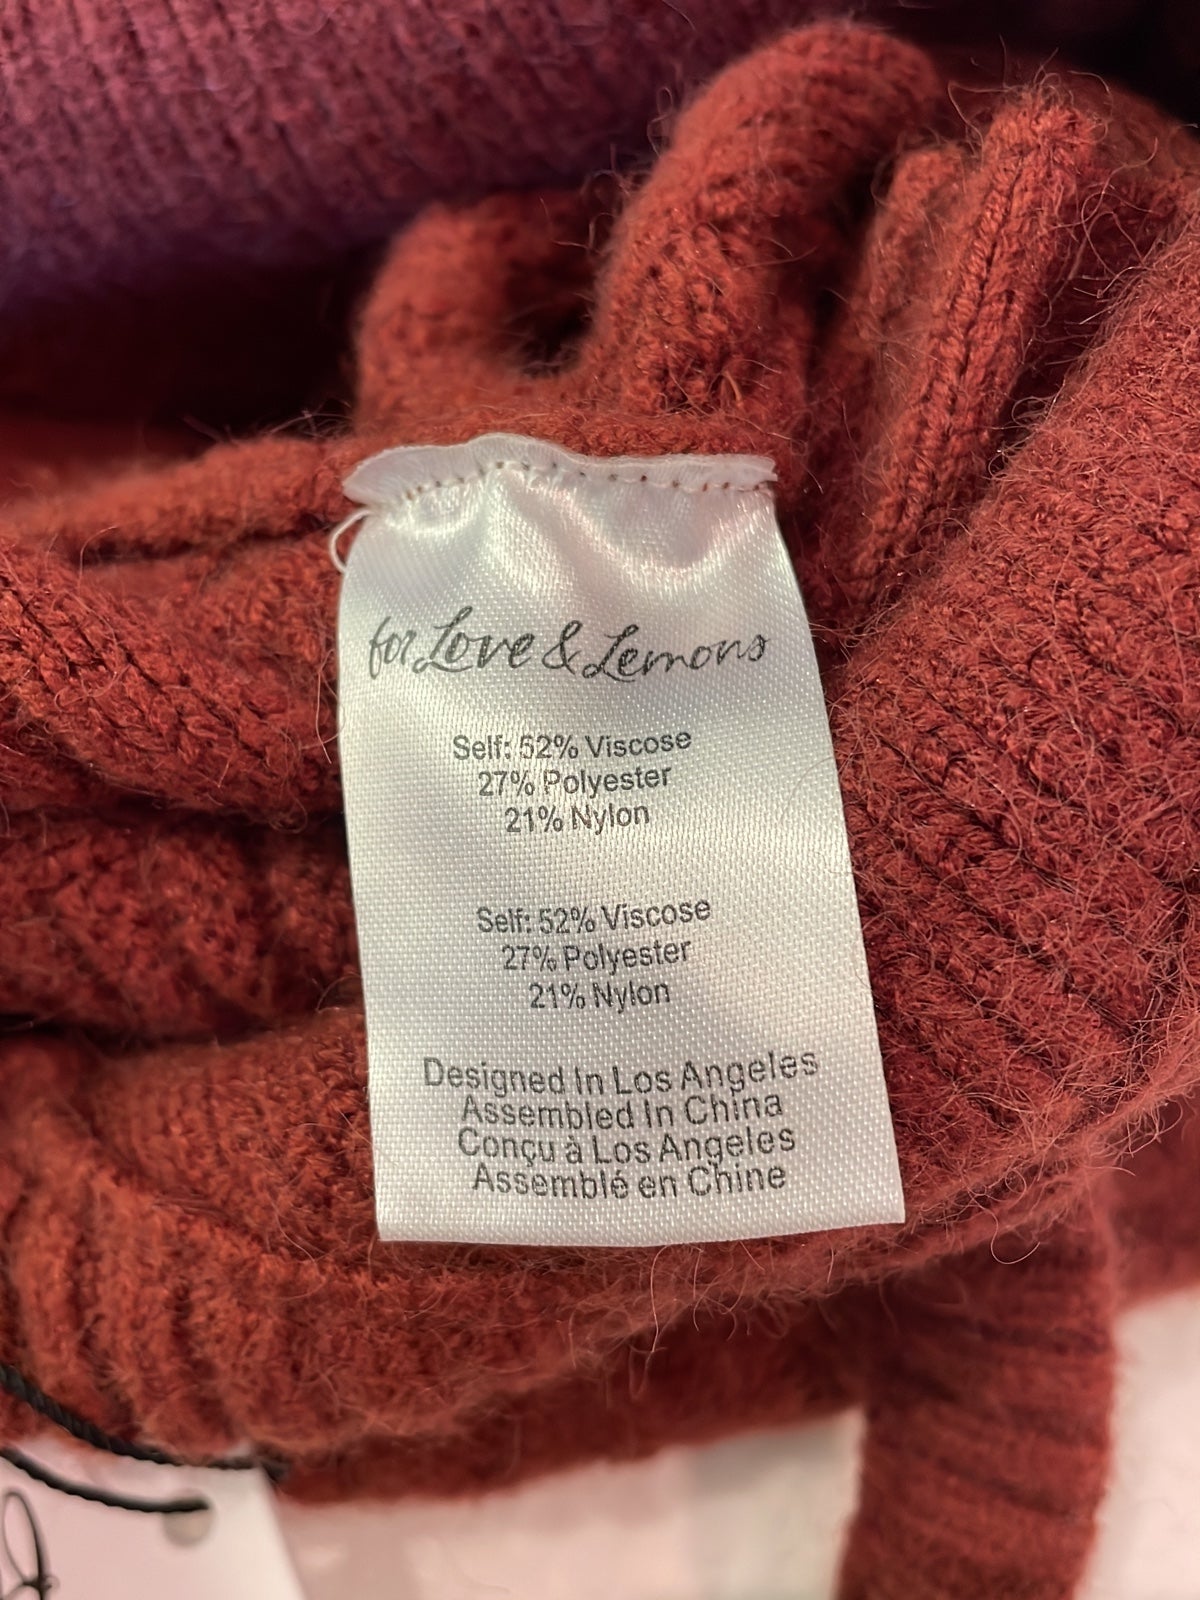 for Love & Lemons
Self: 52% Viscose
27% Polyester
21% Nylon
Self: 52% Viscose
27% Polyester
21% Nylon
Designed In Los Angeles
Assembled In China
Conçu à Los Angeles
Assemblé en Chine